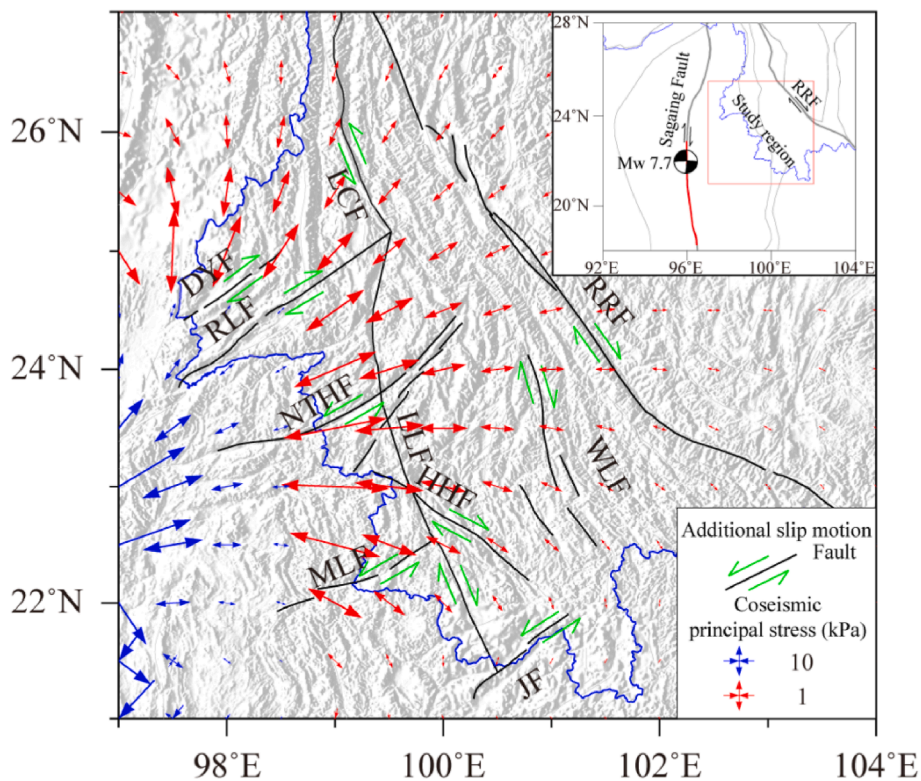 28°N
24°N
20°N
92°E
96°E
100°E
104°E
Sagaing Fault
RRF
Study region
Mw 7.7
26°N
24°N
22°N
98°E
100°E
102°E
104°E
LCF
DYF
RLF
RRF
NTHF
LLF
HHF
WLF
MLF
JF
Additional slip motion
Fault
Coseismic
principal stress (kPa)
10
1